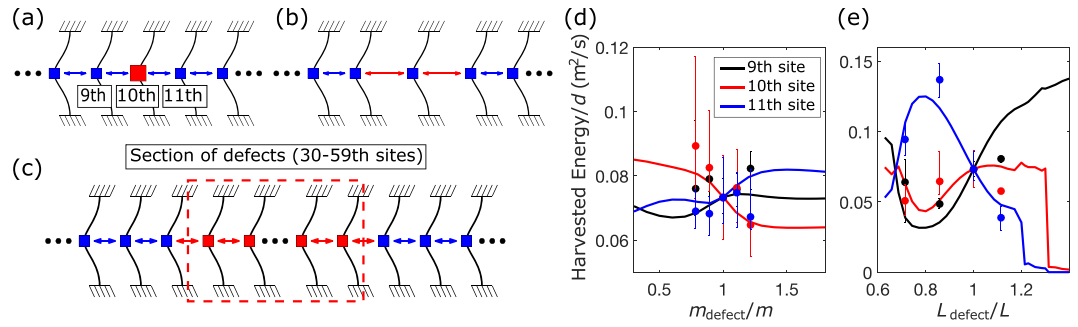 (a)
9th 10th 11th
(b)
(c)
Section of defects (30-59th sites)
(d)
Harvested Energy/d (m²/s)
0.12
0.1
0.08
0.06
9th site
10th site
11th site
0.5 1 1.5
m_defect/m
(e)
0.15
0.1
0.05
0
0.6 0.8 1 1.2
L_defect/L